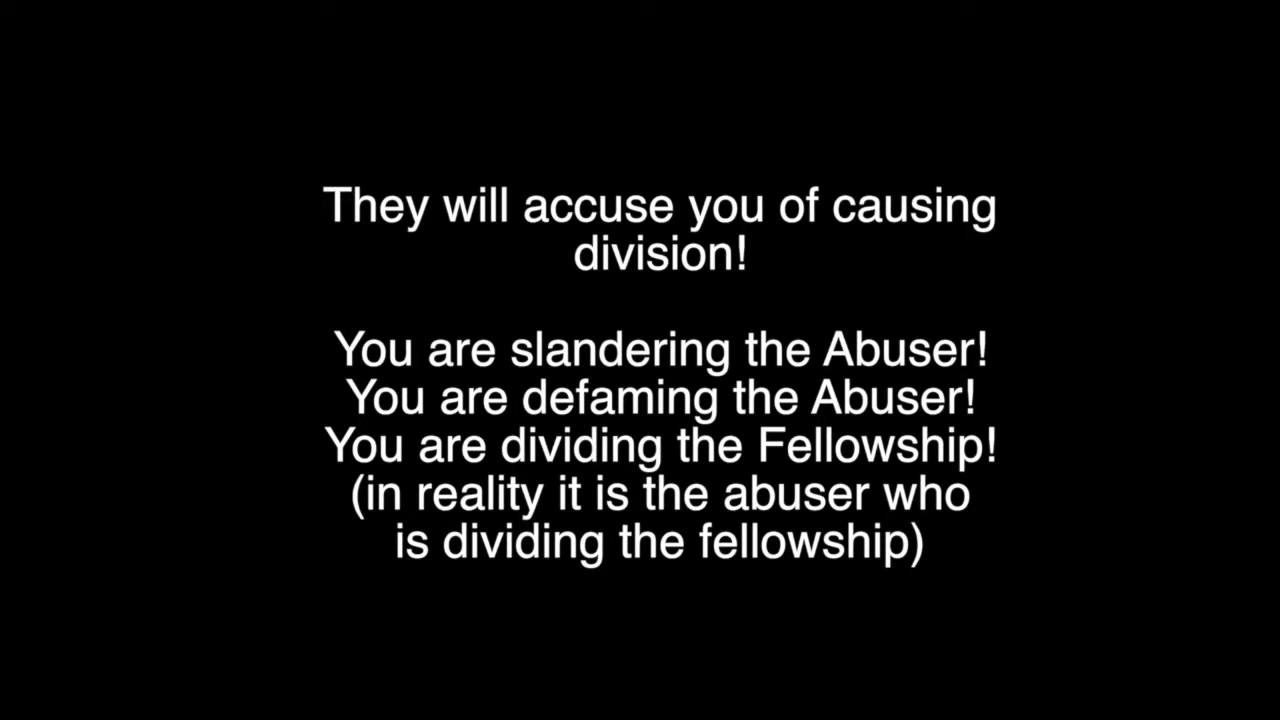 They will accuse you of causing
division!
You are slandering the Abuser!
You are defaming the Abuser!
You are dividing the Fellowship!
(in reality it is the abuser who
is dividing the fellowship)